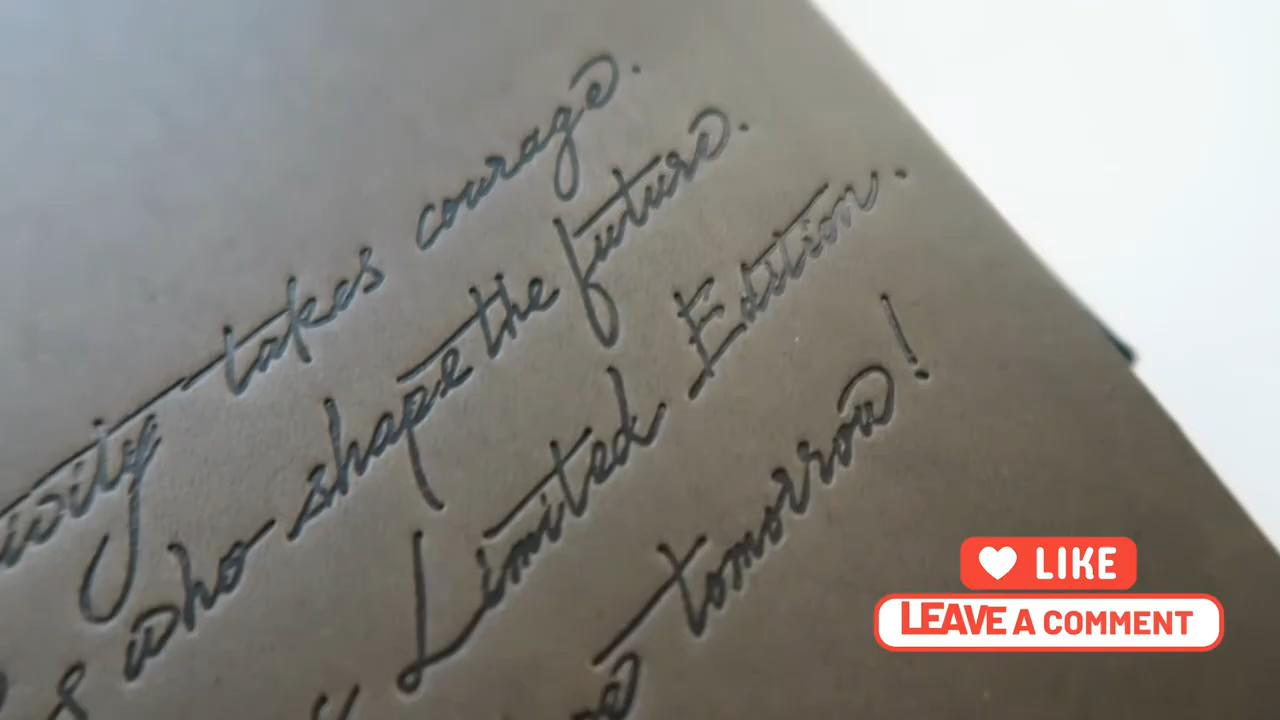 takes courage.
who shape the future.
Limited Edition.
tomorrow!
LIKE
LEAVE A COMMENT